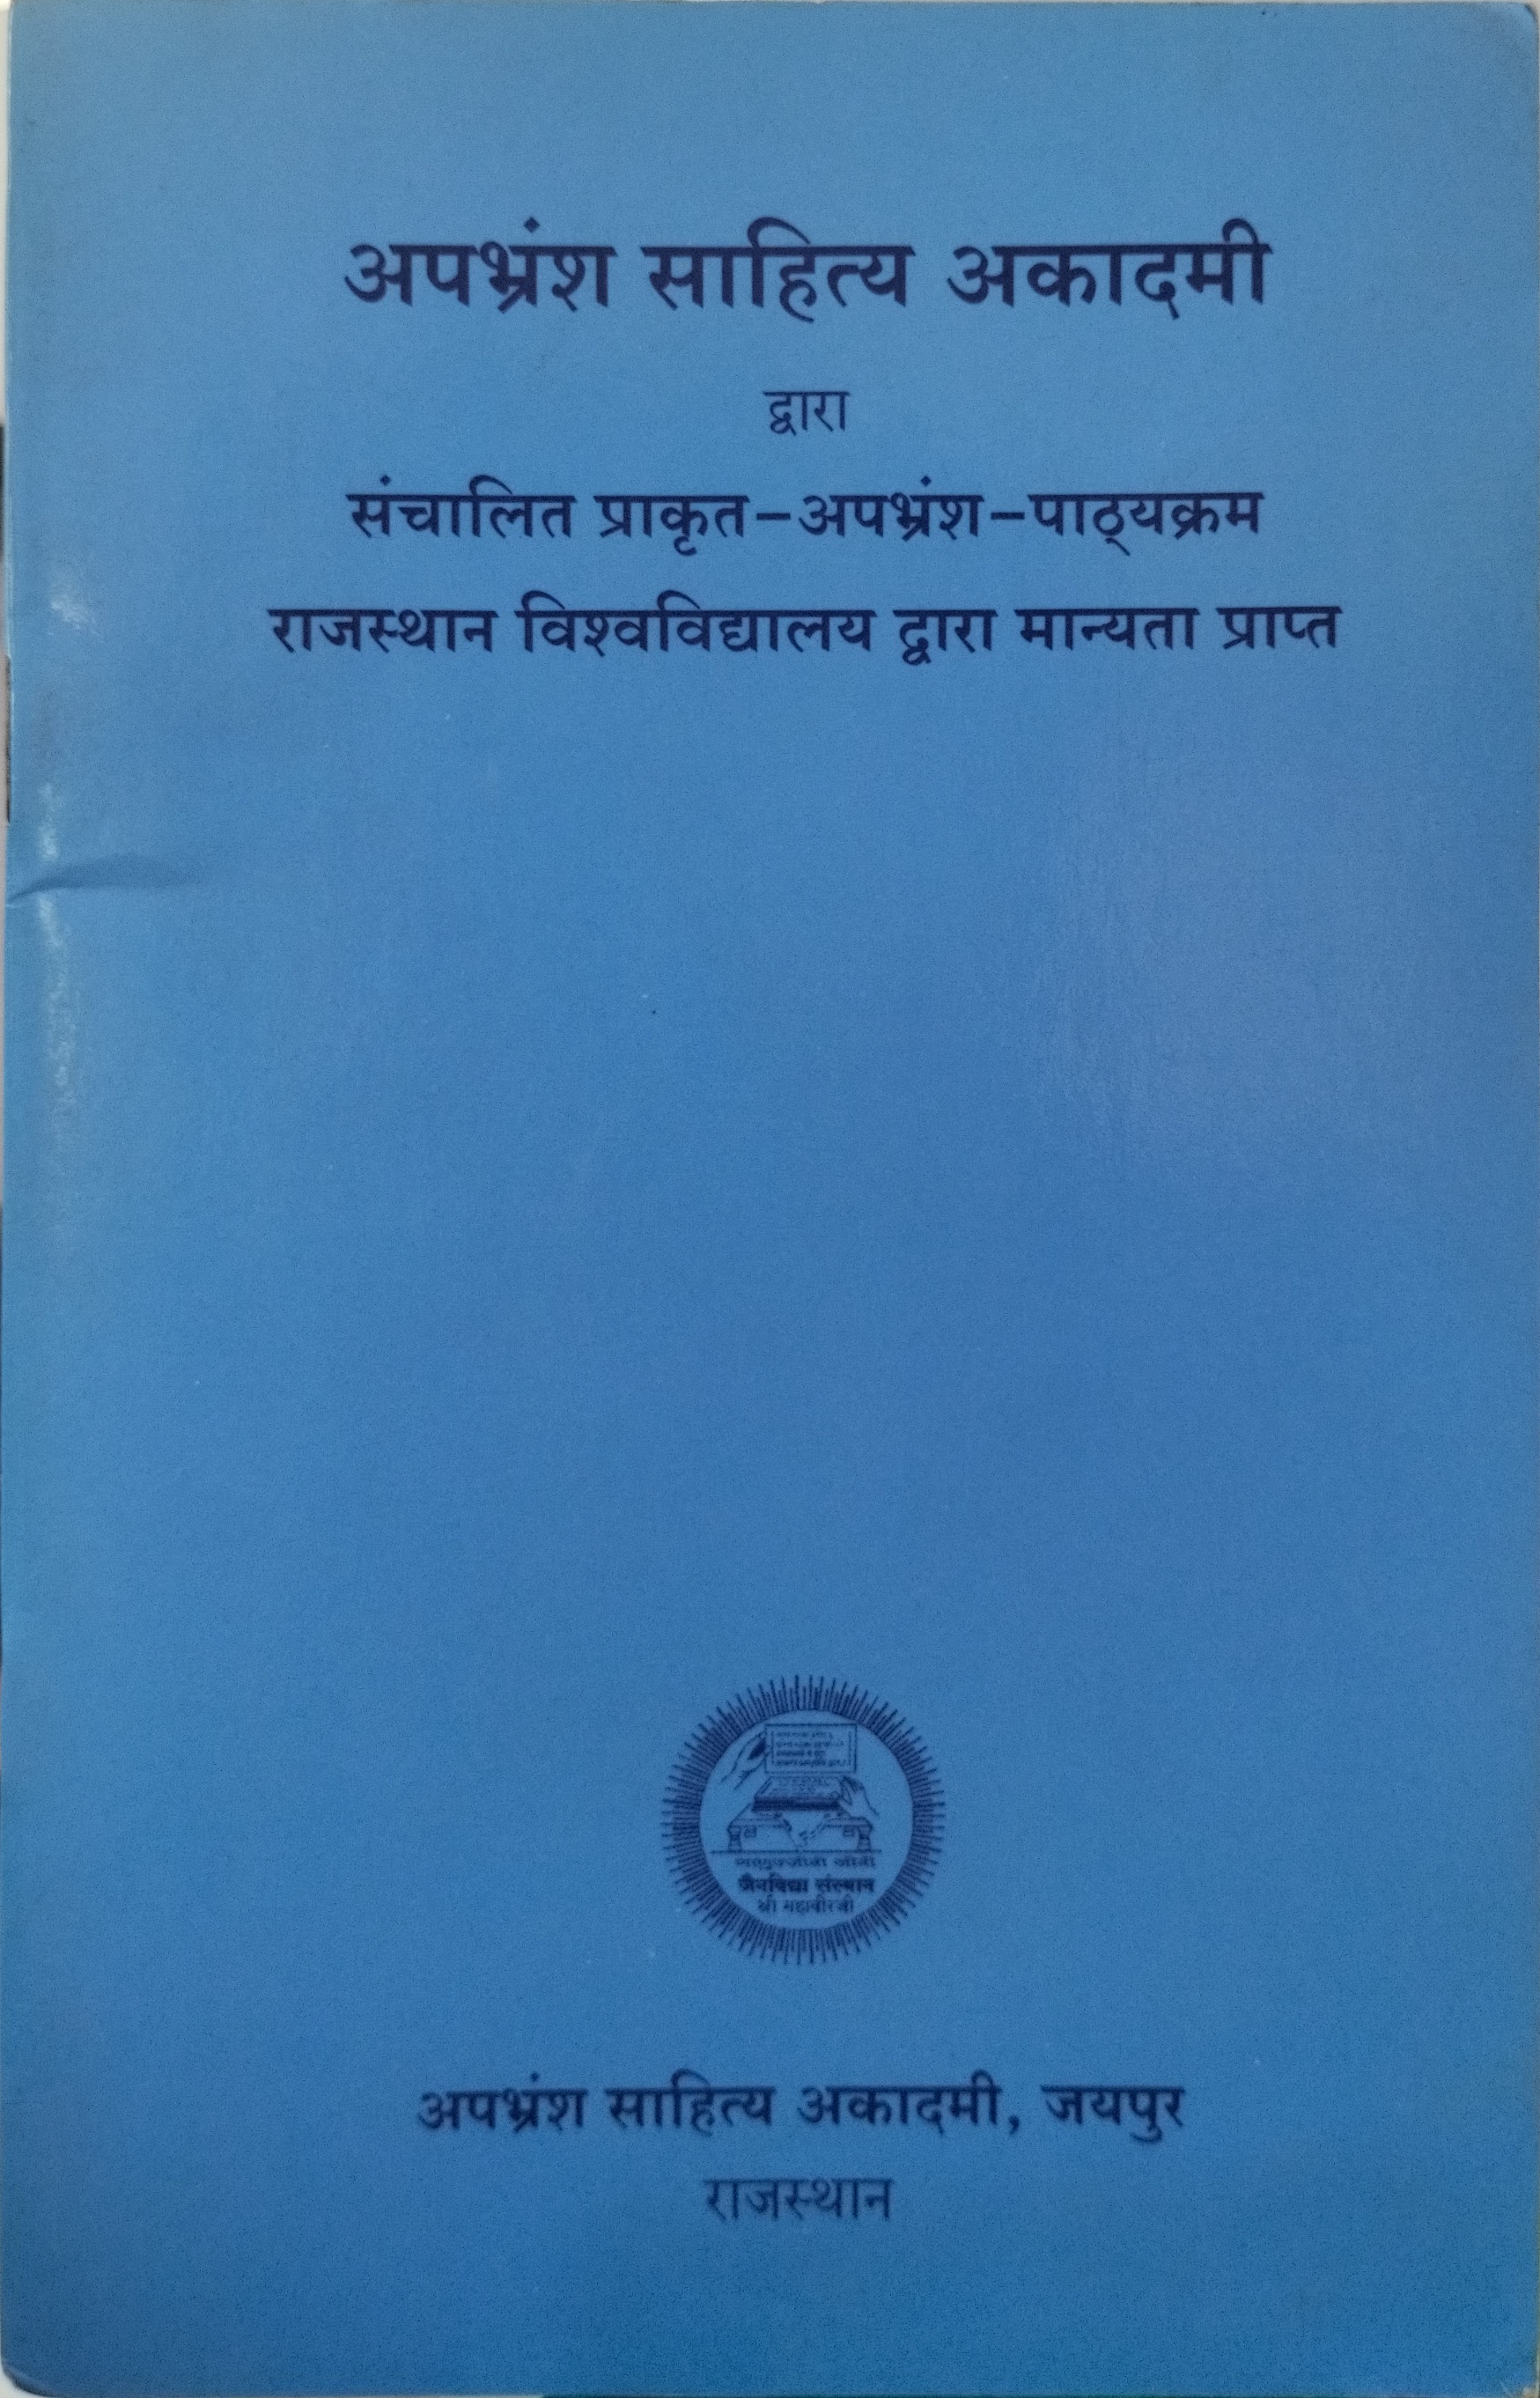 अपभ्रंश साहित्य अकादमी
द्वारा
संचालित प्राकृत-अपभ्रंश-पाठ्यक्रम
राजस्थान विश्वविद्यालय द्वारा मान्यता प्राप्त
जैनविद्या संस्थान
श्री महावीरजी
अपभ्रंश साहित्य अकादमी, जयपुर
राजस्थान